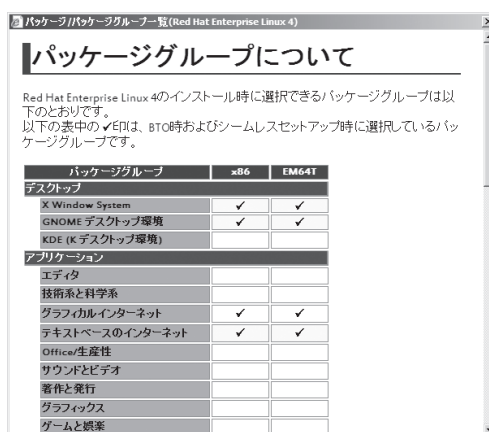 パッケージ/パッケージグループ一覧(Red Hat Enterprise Linux 4)
パッケージグループについて
Red Hat Enterprise Linux 4のインストール時に選択できるパッケージグループは以
下のとおりです。
以下の表中の ✓印は、BTO時およびシームレスセットアップ時に選択しているパッ
ケージグループです。
パッケージグループ x86 EM64T
デスクトップ
X Window System ✓ ✓
GNOME デスクトップ環境 ✓ ✓
KDE (K デスクトップ環境)
アプリケーション
エディタ
技術系と科学系
グラフィカルインターネット ✓ ✓
テキストベースのインターネット ✓ ✓
Office/生産性
サウンドとビデオ
著作と発行
グラフィックス
ゲームと娯楽